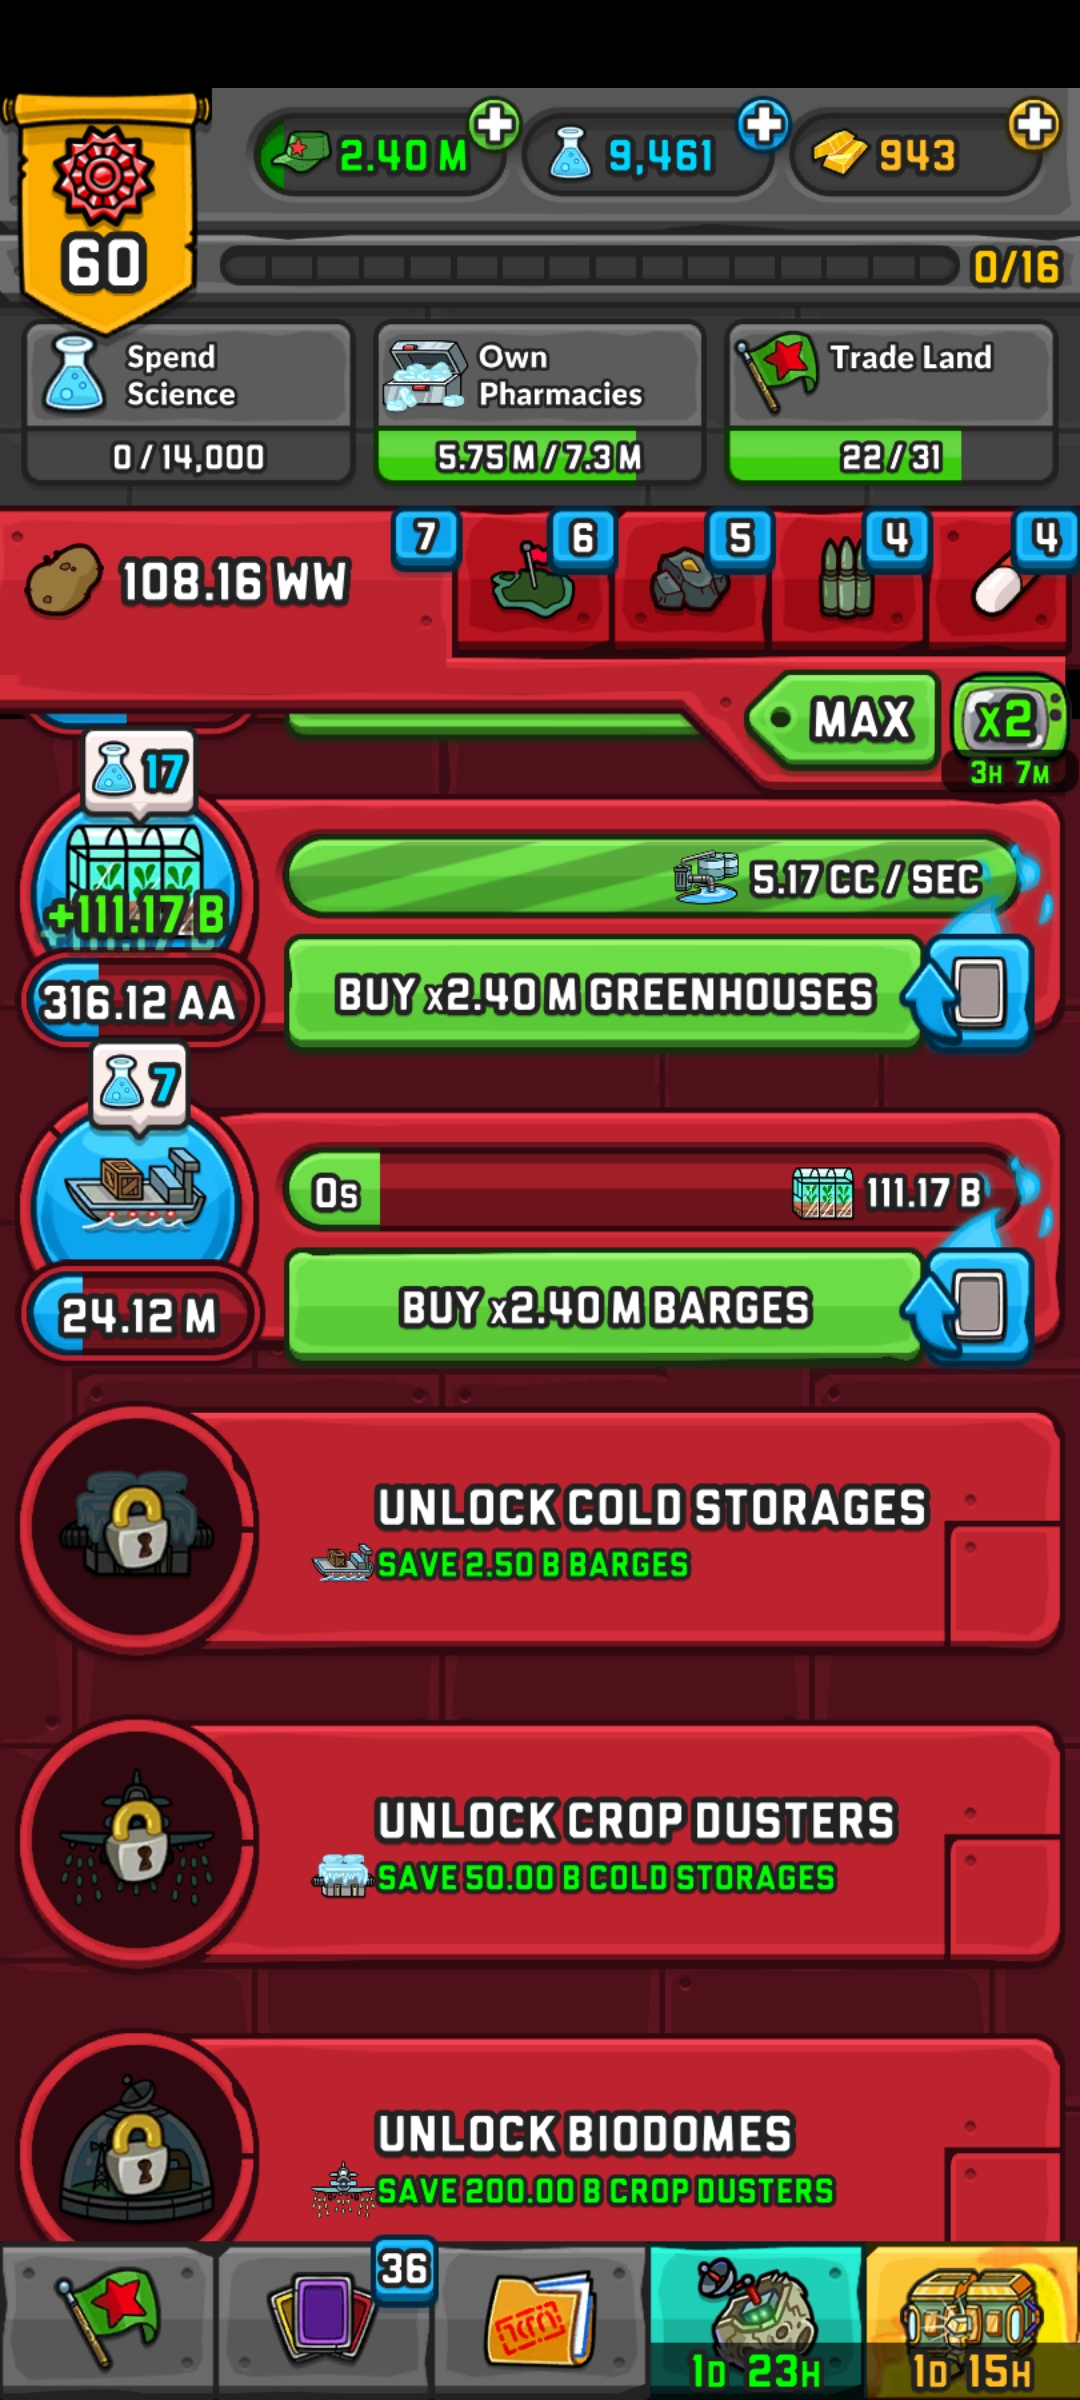 60
2.40 M
9,461
943
0/16
Spend
Science
0/14,000
Own
Pharmacies
5.75 M/7.3 M
Trade Land
22/31
108.16 WW
7
6
5
4
4
MAX
x2
3H 7M
17
+111.17 B
316.12 AA
5.17 CC / SEC
BUY x2.40 M GREENHOUSES
7
24.12 M
0s
111.17 B
BUY x2.40 M BARGES
UNLOCK COLD STORAGES
SAVE 2.50 B BARGES
UNLOCK CROP DUSTERS
SAVE 50.00 B COLD STORAGES
UNLOCK BIODOMES
SAVE 200.00 B CROP DUSTERS
36
1D 23H
1D 15H